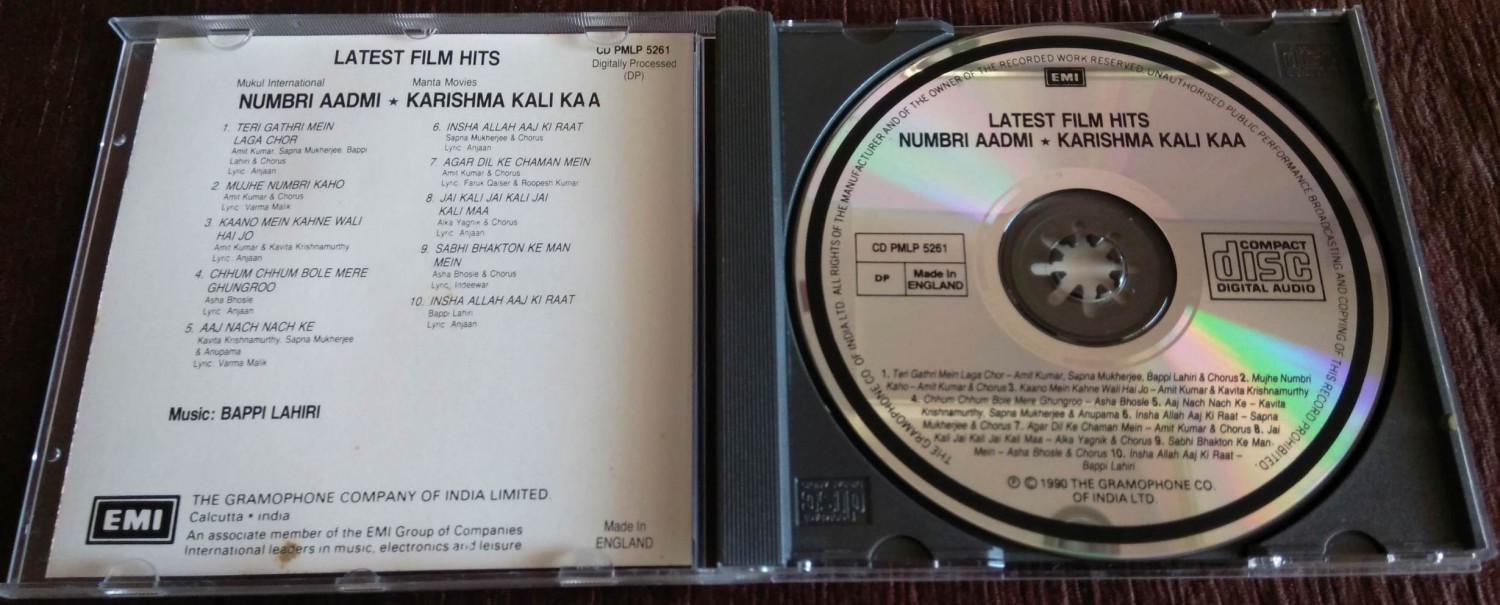 LATEST FILM HITS
CD PMLP 5261
Digitally Processed
(DP)
Mukul International
Manta Movies
NUMBRI AADMI ★ KARISHMA KALI KAA
1. TERI GATHRI MEIN
LAGA CHOR
Amit Kumar, Sapna Mukherjee, Bappi
Lahiri & Chorus
Lyric: Anjaan
2. MUJHE NUMBRI KAHO
Amit Kumar & Chorus
Lyric: Varma Malik
3. KAANO MEIN KAHNE WALI
HAI JO
Amit Kumar & Kavita Krishnamurthy
Lyric: Anjaan
4. CHHUM CHHUM BOLE MERE
GHUNGROO
Asha Bhosle
Lyric: Anjaan
5. AAJ NACH NACH KE
Kavita Krishnamurthy, Sapna Mukherjee
& Anupama
Lyric: Varma Malik
6. INSHA ALLAH AAJ KI RAAT
Sapna Mukherjee & Chorus
Lyric: Anjaan
7. AGAR DIL KE CHAMAN MEIN
Amit Kumar & Chorus
Lyric: Faruk Qaiser & Roopesh Kumar
8. JAI KALI JAI KALI JAI
KALI MAA
Alka Yagnik & Chorus
Lyric: Anjaan
9. SABHI BHAKTON KE MAN
MEIN
Asha Bhosle & Chorus
Lyric: Indeewar
10. INSHA ALLAH AAJ KI RAAT
Bappi Lahiri
Lyric: Anjaan
Music: BAPPI LAHIRI
EMI
THE GRAMOPHONE COMPANY OF INDIA LIMITED.
Calcutta • India
An associate member of the EMI Group of Companies
International leaders in music, electronics and leisure
Made in
ENGLAND
THE GRAMOPHONE CO. OF INDIA LTD. ALL RIGHTS OF THE MANUFACTURER AND OF THE OWNER OF THE RECORDED WORK RESERVED. UNAUTHORISED PUBLIC PERFORMANCE BROADCASTING AND COPYING OF THIS RECORD PROHIBITED.
EMI
LATEST FILM HITS
NUMBRI AADMI ★ KARISHMA KALI KAA
CD PMLP 5261
DP
Made in
ENGLAND
COMPACT
disc
DIGITAL AUDIO
1. Teri Gathri Mein Laga Chor – Amit Kumar, Sapna Mukherjee, Bappi Lahiri & Chorus 2. Mujhe Numbri
Kaho – Amit Kumar & Chorus 3. Kaano Mein Kahne Wali Hai Jo – Amit Kumar & Kavita Krishnamurthy
4. Chhum Chhum Bole Mere Ghungroo – Asha Bhosle 5. Aaj Nach Nach Ke – Kavita
Krishnamurthy, Sapna Mukherjee & Anupama 6. Insha Allah Aaj Ki Raat – Sapna
Mukherjee & Chorus 7. Agar Dil Ke Chaman Mein – Amit Kumar & Chorus 8. Jai
Kali Jai Kali Jai Kali Maa – Alka Yagnik & Chorus 9. Sabhi Bhakton Ke Man
Mein – Asha Bhosle & Chorus 10. Insha Allah Aaj Ki Raat –
Bappi Lahiri
℗ © 1990 THE GRAMOPHONE CO.
OF INDIA LTD.
disc